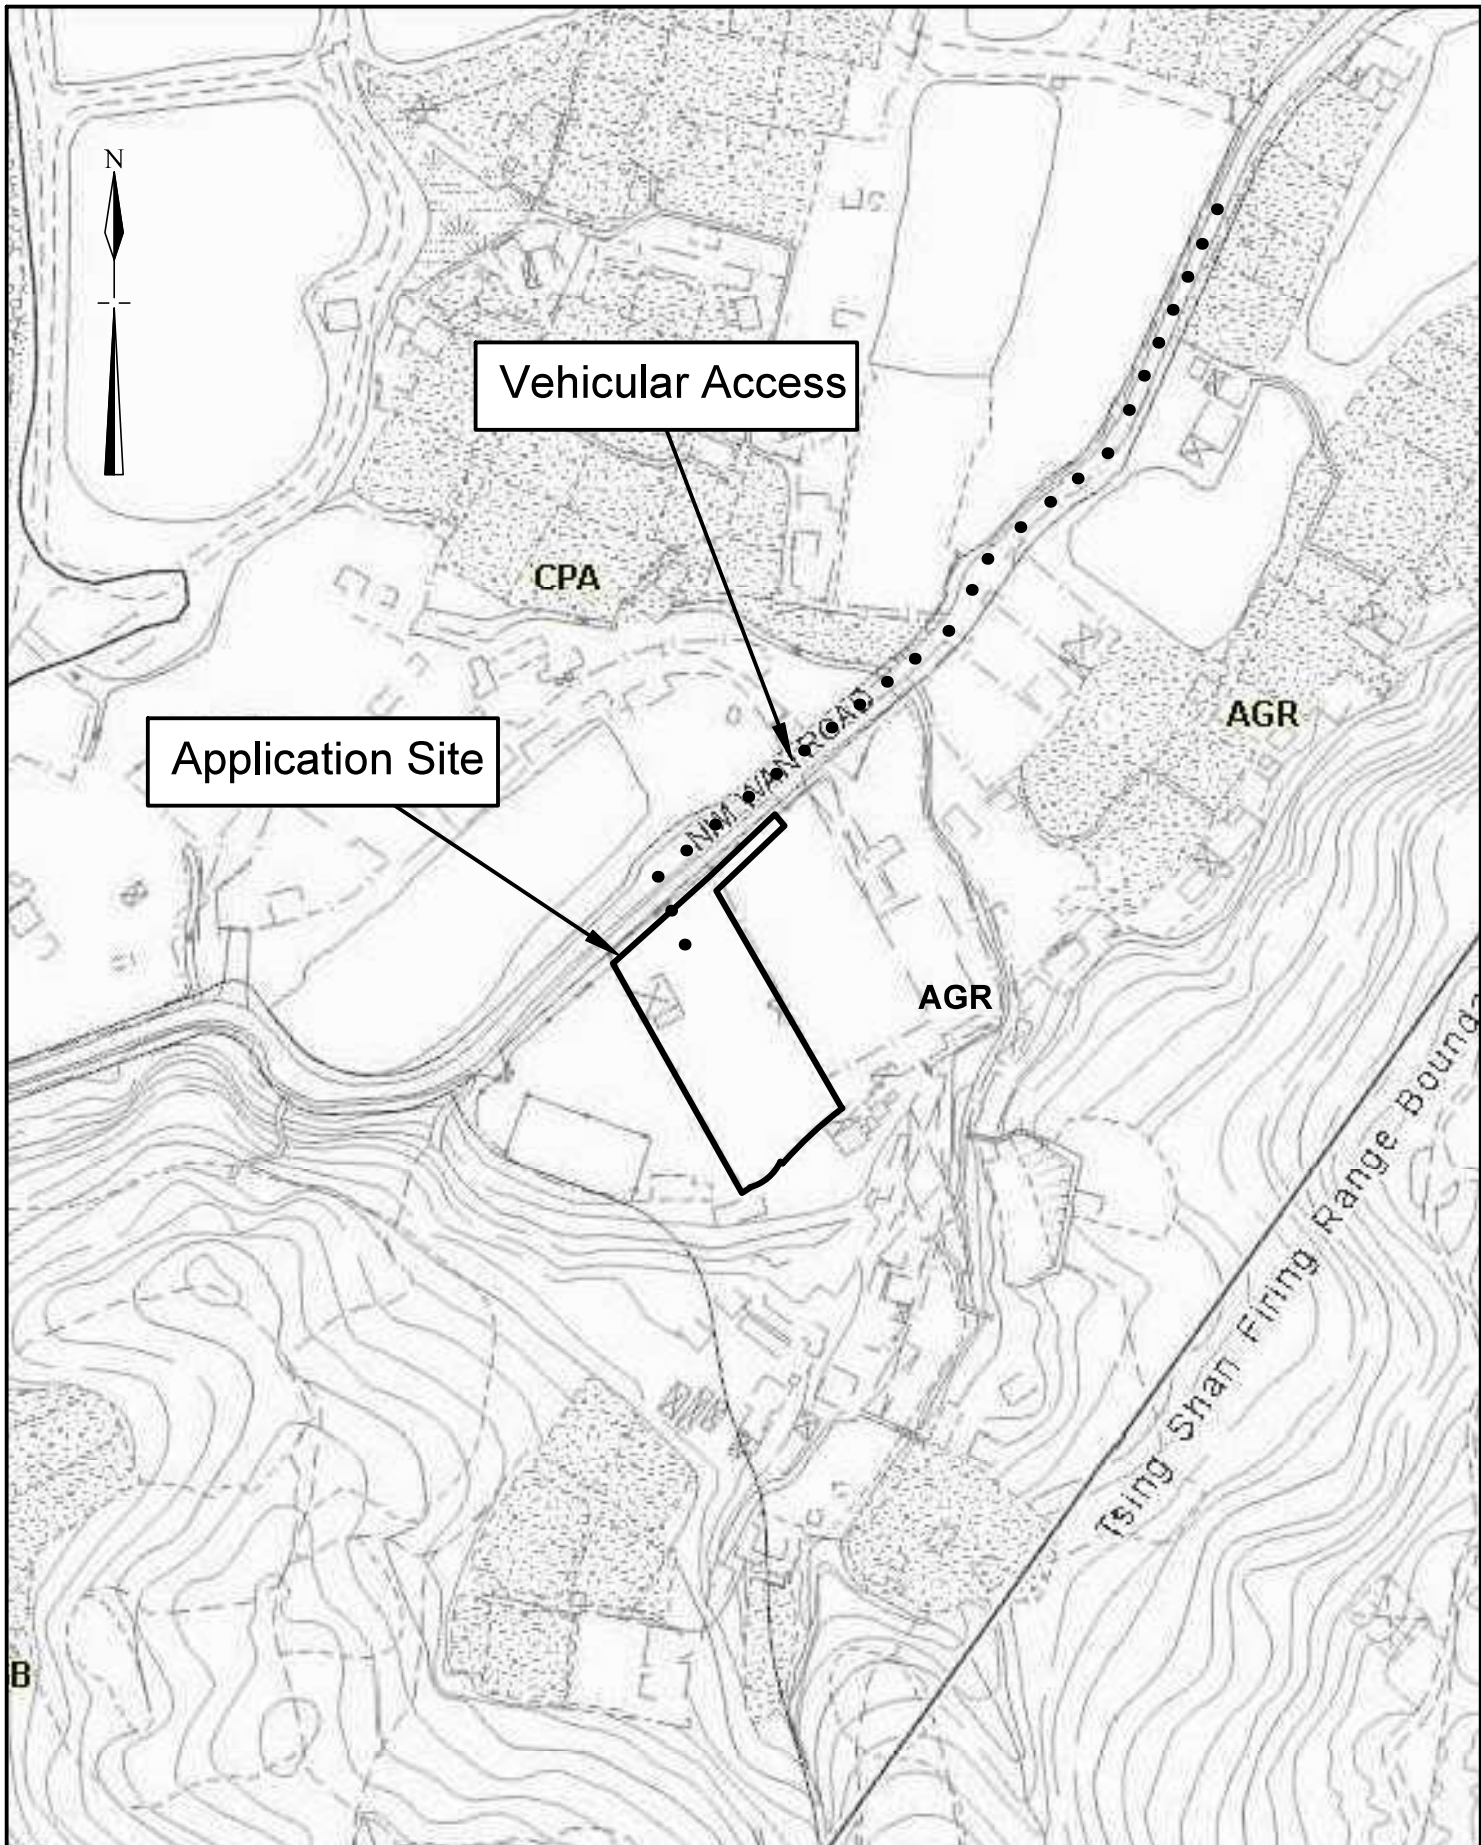 N
Vehicular Access
CPA
AGR
NIM WAN ROAD
Application Site
AGR
Tsing Shan Firing Range Bounda
B